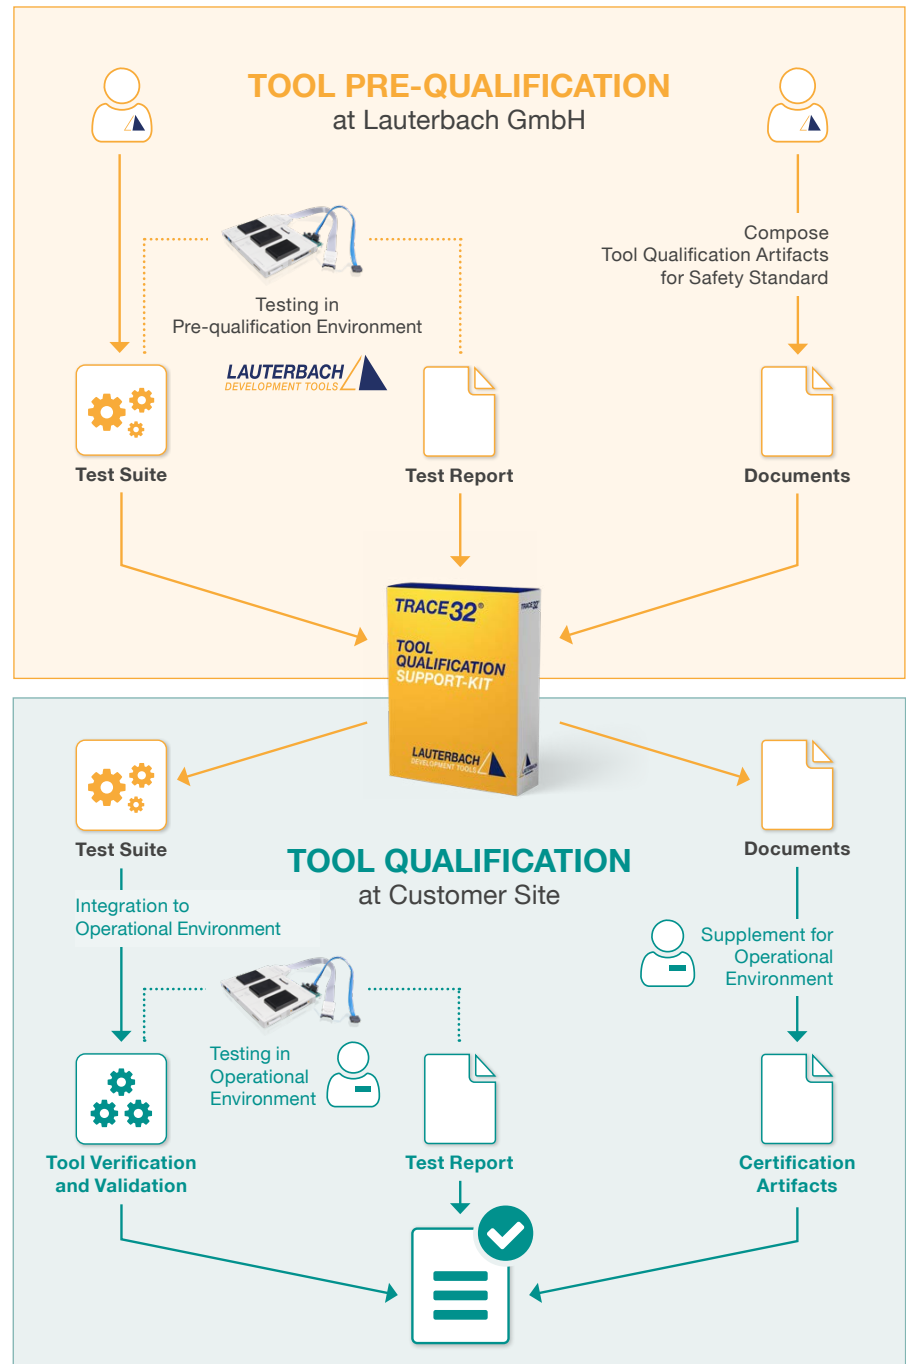 TOOL PRE-QUALIFICATION
at Lauterbach GmbH
Compose
Tool Qualification Artifacts
for Safety Standard
Testing in
Pre-qualification Environment
LAUTERBACH
DEVELOPMENT TOOLS
Test Suite
Test Report
Documents
TRACE32®
TRACE32®
TOOL
QUALIFICATION
SUPPORT-KIT
LAUTERBACH
DEVELOPMENT TOOLS
Test Suite
Documents
TOOL QUALIFICATION
at Customer Site
Integration to
Operational Environment
Supplement for
Operational
Environment
Testing in
Operational
Environment
Tool Verification
and Validation
Test Report
Certification
Artifacts